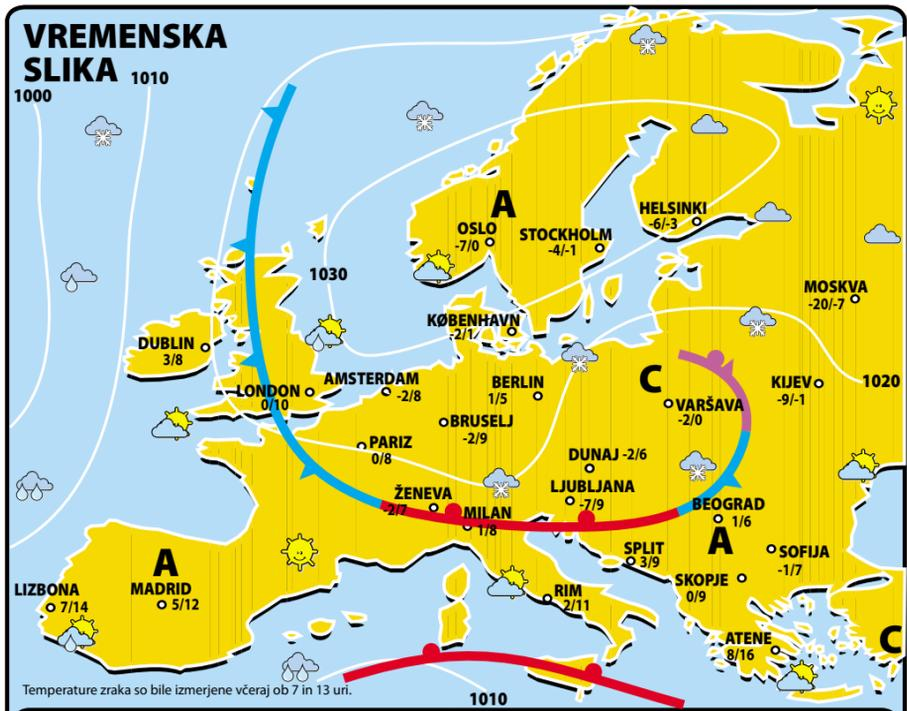 VREMENSKA
SLIKA
1000
1010
A
OSLO
-7/0
STOCKHOLM
-4/-1
HELSINKI
-6/-3
1030
MOSKVA
-20/-7
KØBENHAVN
-2/1
DUBLIN
3/8
LONDON
0/10
AMSTERDAM
-2/8
BERLIN
1/5
C
KIJEV
-9/-1
1020
VARŠAVA
-2/0
BRUSELJ
-2/9
PARIZ
0/8
DUNAJ -2/6
LJUBLJANA
-7/9
ŽENEVA
-2/7
MILAN
1/8
BEOGRAD
1/6
A
SPLIT
3/9
SOFIJA
-1/7
SKOPJE
0/9
A
LIZBONA
7/14
MADRID
5/12
RIM
2/11
ATENE
8/16
C
Temperature zraka so bile izmerjene včeraj ob 7 in 13 uri.
1010